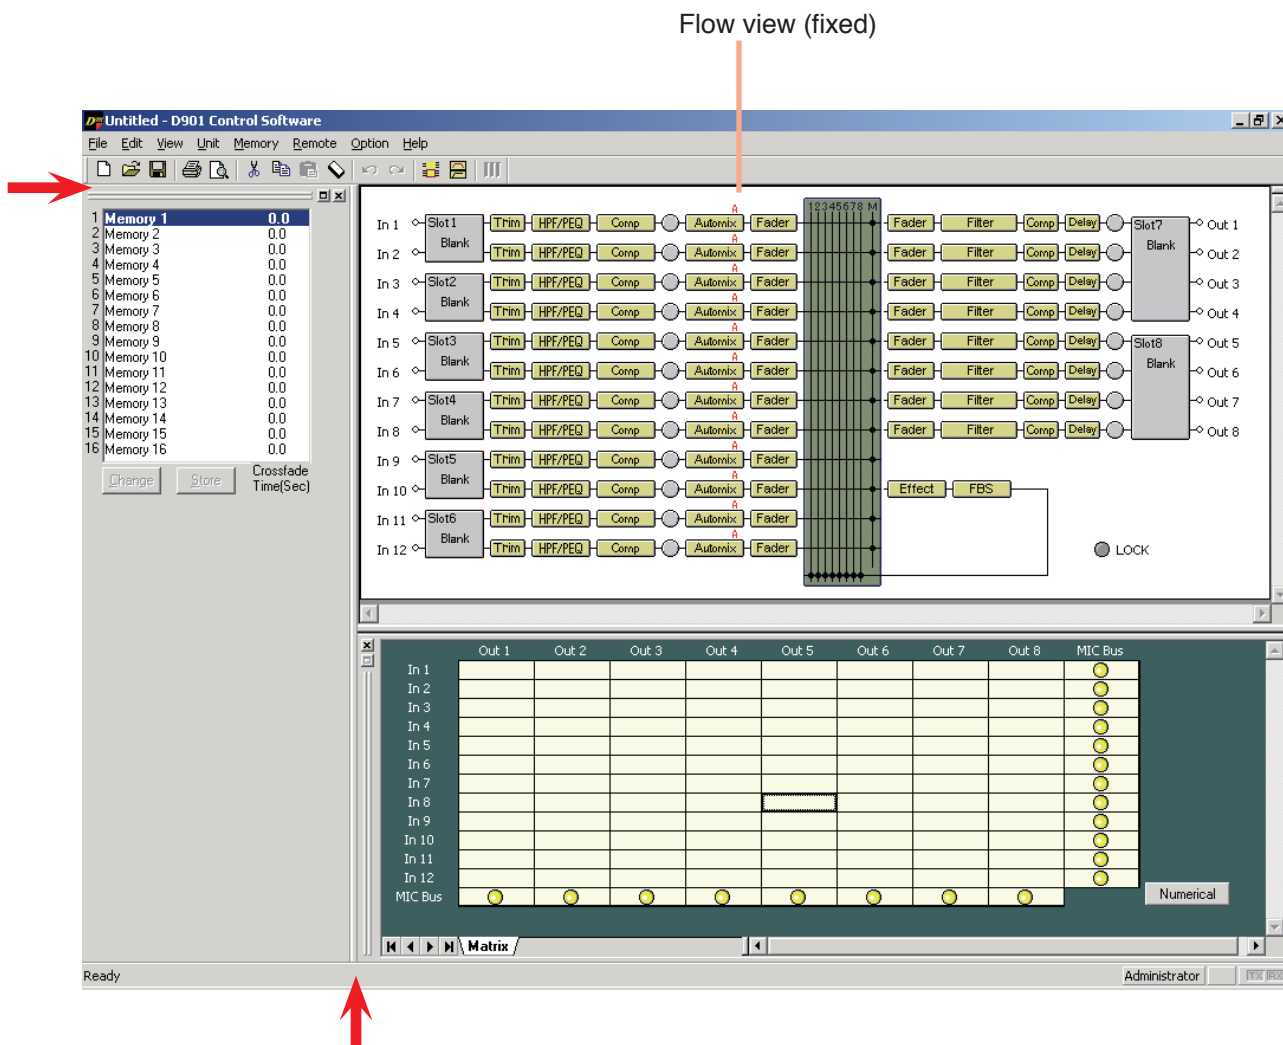 Flow view (fixed)
Untitled - D901 Control Software
File Edit View Unit Memory Remote Option Help
1 Memory 1 0.0
2 Memory 2 0.0
3 Memory 3 0.0
4 Memory 4 0.0
5 Memory 5 0.0
6 Memory 6 0.0
7 Memory 7 0.0
8 Memory 8 0.0
9 Memory 9 0.0
10 Memory 10 0.0
11 Memory 11 0.0
12 Memory 12 0.0
13 Memory 13 0.0
14 Memory 14 0.0
15 Memory 15 0.0
16 Memory 16 0.0
Change Store Crossfade Time(Sec)
12345678 M
In 1 Slot1 Blank Trim HPF/PEQ Comp A Automix Fader Fader Filter Comp Delay Slot7 Blank Out 1
In 2 Trim HPF/PEQ Comp A Automix Fader Fader Filter Comp Delay Out 2
In 3 Slot2 Blank Trim HPF/PEQ Comp A Automix Fader Fader Filter Comp Delay Out 3
In 4 Trim HPF/PEQ Comp A Automix Fader Fader Filter Comp Delay Out 4
In 5 Slot3 Blank Trim HPF/PEQ Comp A Automix Fader Fader Filter Comp Delay Slot8 Blank Out 5
In 6 Trim HPF/PEQ Comp A Automix Fader Fader Filter Comp Delay Out 6
In 7 Slot4 Blank Trim HPF/PEQ Comp A Automix Fader Fader Filter Comp Delay Out 7
In 8 Trim HPF/PEQ Comp A Automix Fader Fader Filter Comp Delay Out 8
In 9 Slot5 Blank Trim HPF/PEQ Comp A Automix Fader
In 10 Trim HPF/PEQ Comp A Automix Fader Effect FBS
In 11 Slot6 Blank Trim HPF/PEQ Comp A Automix Fader
In 12 Trim HPF/PEQ Comp A Automix Fader LOCK
Out 1 Out 2 Out 3 Out 4 Out 5 Out 6 Out 7 Out 8 MIC Bus
In 1
In 2
In 3
In 4
In 5
In 6
In 7
In 8
In 9
In 10
In 11
In 12
MIC Bus Numerical
Matrix
Ready Administrator TX RX